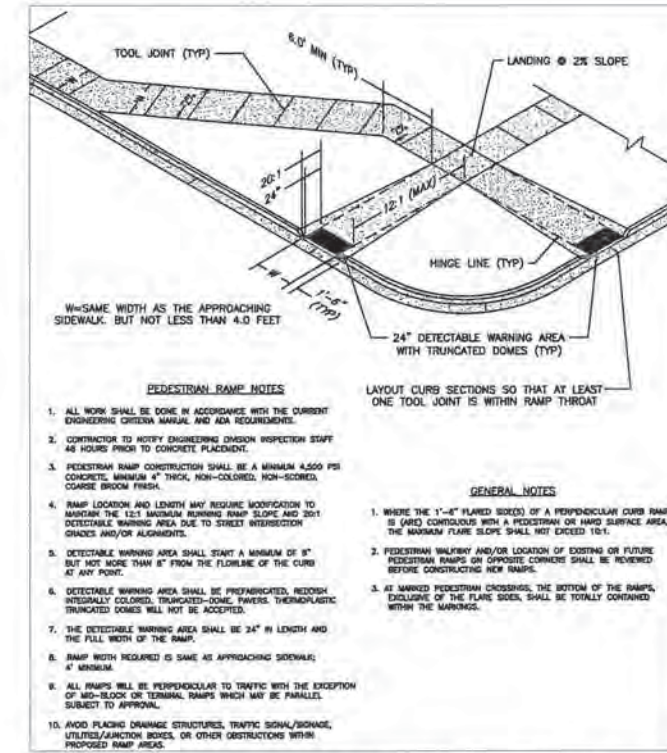 TOOL JOINT (TYP)
6.0' MIN (TYP)
LANDING @ 2% SLOPE
20:1
24"
12:1 (MAX)
HINGE LINE (TYP)
W
1'-6"
(TYP)
W=SAME WIDTH AS THE APPROACHING
SIDEWALK. BUT NOT LESS THAN 4.0 FEET
24" DETECTABLE WARNING AREA
WITH TRUNCATED DOMES (TYP)
LAYOUT CURB SECTIONS SO THAT AT LEAST
ONE TOOL JOINT IS WITHIN RAMP THROAT
PEDESTRIAN RAMP NOTES
1. ALL WORK SHALL BE DONE IN ACCORDANCE WITH THE CURRENT
ENGINEERING CRITERIA MANUAL AND ADA REQUIREMENTS.
2. CONTRACTOR TO NOTIFY ENGINEERING DIVISION INSPECTION STAFF
48 HOURS PRIOR TO CONCRETE PLACEMENT.
3. PEDESTRIAN RAMP CONSTRUCTION SHALL BE A MINIMUM 4,500 PSI
CONCRETE, MINIMUM 4" THICK, NON-COLORED, NON-SCORED,
COARSE BROOM FINISH.
4. RAMP LOCATION AND LENGTH MAY REQUIRE MODIFICATION TO
MAINTAIN THE 12:1 MAXIMUM RUNNING RAMP SLOPE AND 20:1
DETECTABLE WARNING AREA DUE TO STREET INTERSECTION
GRADES AND/OR ALIGNMENTS.
5. DETECTABLE WARNING AREA SHALL START A MINIMUM OF
BUT NOT MORE THAN 8" FROM THE FLOWLINE OF THE CURB
AT ANY POINT.
6. DETECTABLE WARNING AREA SHALL BE PREFABRICATED, REDDISH
INTEGRALLY COLORED, TRUNCATED-DOME, PAVERS. THERMOPLASTIC
TRUNCATED DOMES WILL NOT BE ACCEPTED.
7. THE DETECTABLE WARNING AREA SHALL BE 24" IN LENGTH AND
THE FULL WIDTH OF THE RAMP.
8. RAMP WIDTH REQUIRED IS SAME AS APPROACHING SIDEWALK;
4' MINIMUM.
9. ALL RAMPS WILL BE PERPENDICULAR TO TRAFFIC WITH THE EXCEPTION
OF MID-BLOCK OR TERMINAL RAMPS WHICH MAY BE PARALLEL
SUBJECT TO APPROVAL.
10. AVOID PLACING DRAINAGE STRUCTURES, TRAFFIC SIGNAL/SIGNAGE,
UTILITIES/JUNCTION BOXES, OR OTHER OBSTRUCTIONS WITHIN
PROPOSED RAMP AREAS.
GENERAL NOTES
1. WHERE THE 1'-6" FLARED SIDE(S) OF A PERPENDICULAR CURB RAMP
IS (ARE) CONTIGUOUS WITH A PEDESTRIAN OR HARD SURFACE AREA,
THE MAXIMUM FLARE SLOPE SHALL NOT EXCEED 10:1.
2. PEDESTRIAN WALKWAY AND/OR LOCATION OF EXISTING OR FUTURE
PEDESTRIAN RAMPS ON OPPOSITE CORNERS SHALL BE REVIEWED
BEFORE CONSTRUCTING NEW RAMPS.
3. AT MARKED PEDESTRIAN CROSSINGS, THE BOTTOM OF THE RAMPS,
EXCLUSIVE OF THE FLARE SIDES, SHALL BE TOTALLY CONTAINED
WITHIN THE MARKINGS.